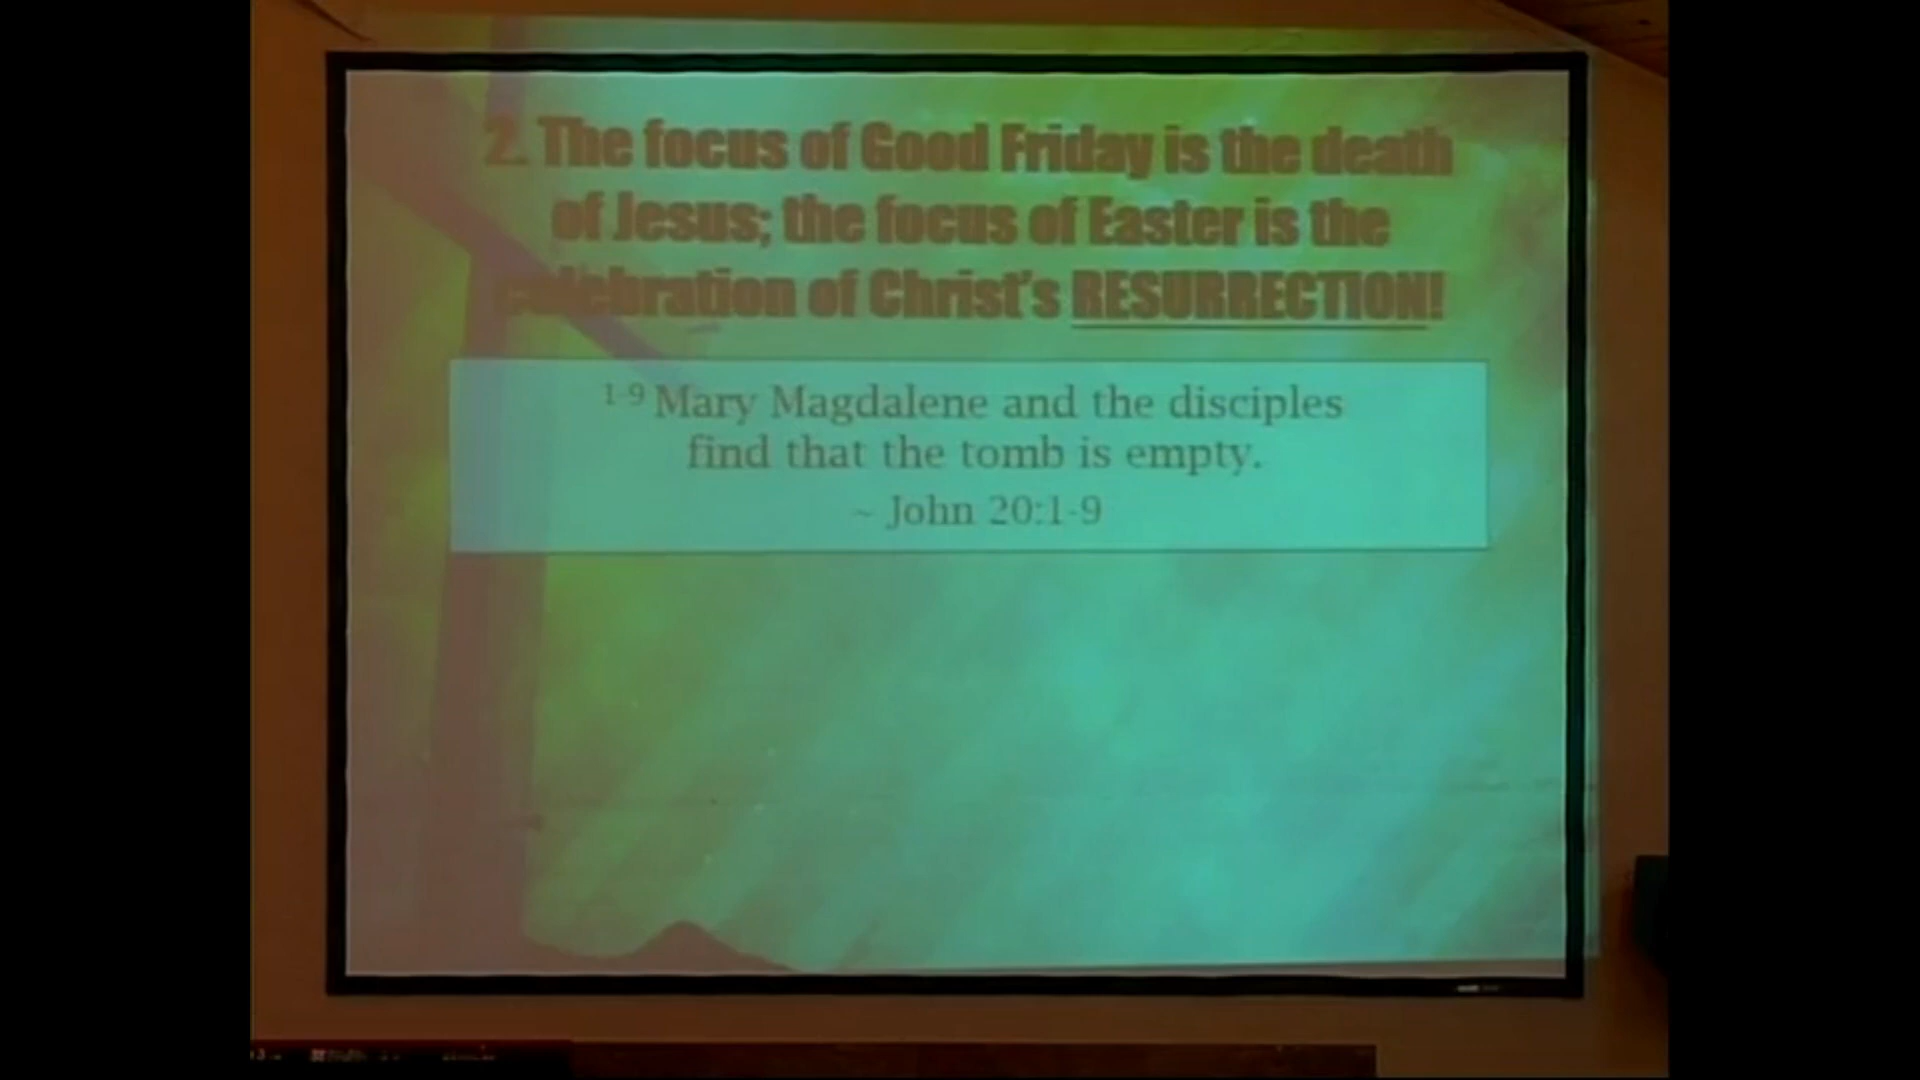 2. The focus of Good Friday is the death
of Jesus; the focus of Easter is the
celebration of Christ's RESURRECTION!
1-9 Mary Magdalene and the disciples
find that the tomb is empty.
~ John 20:1-9